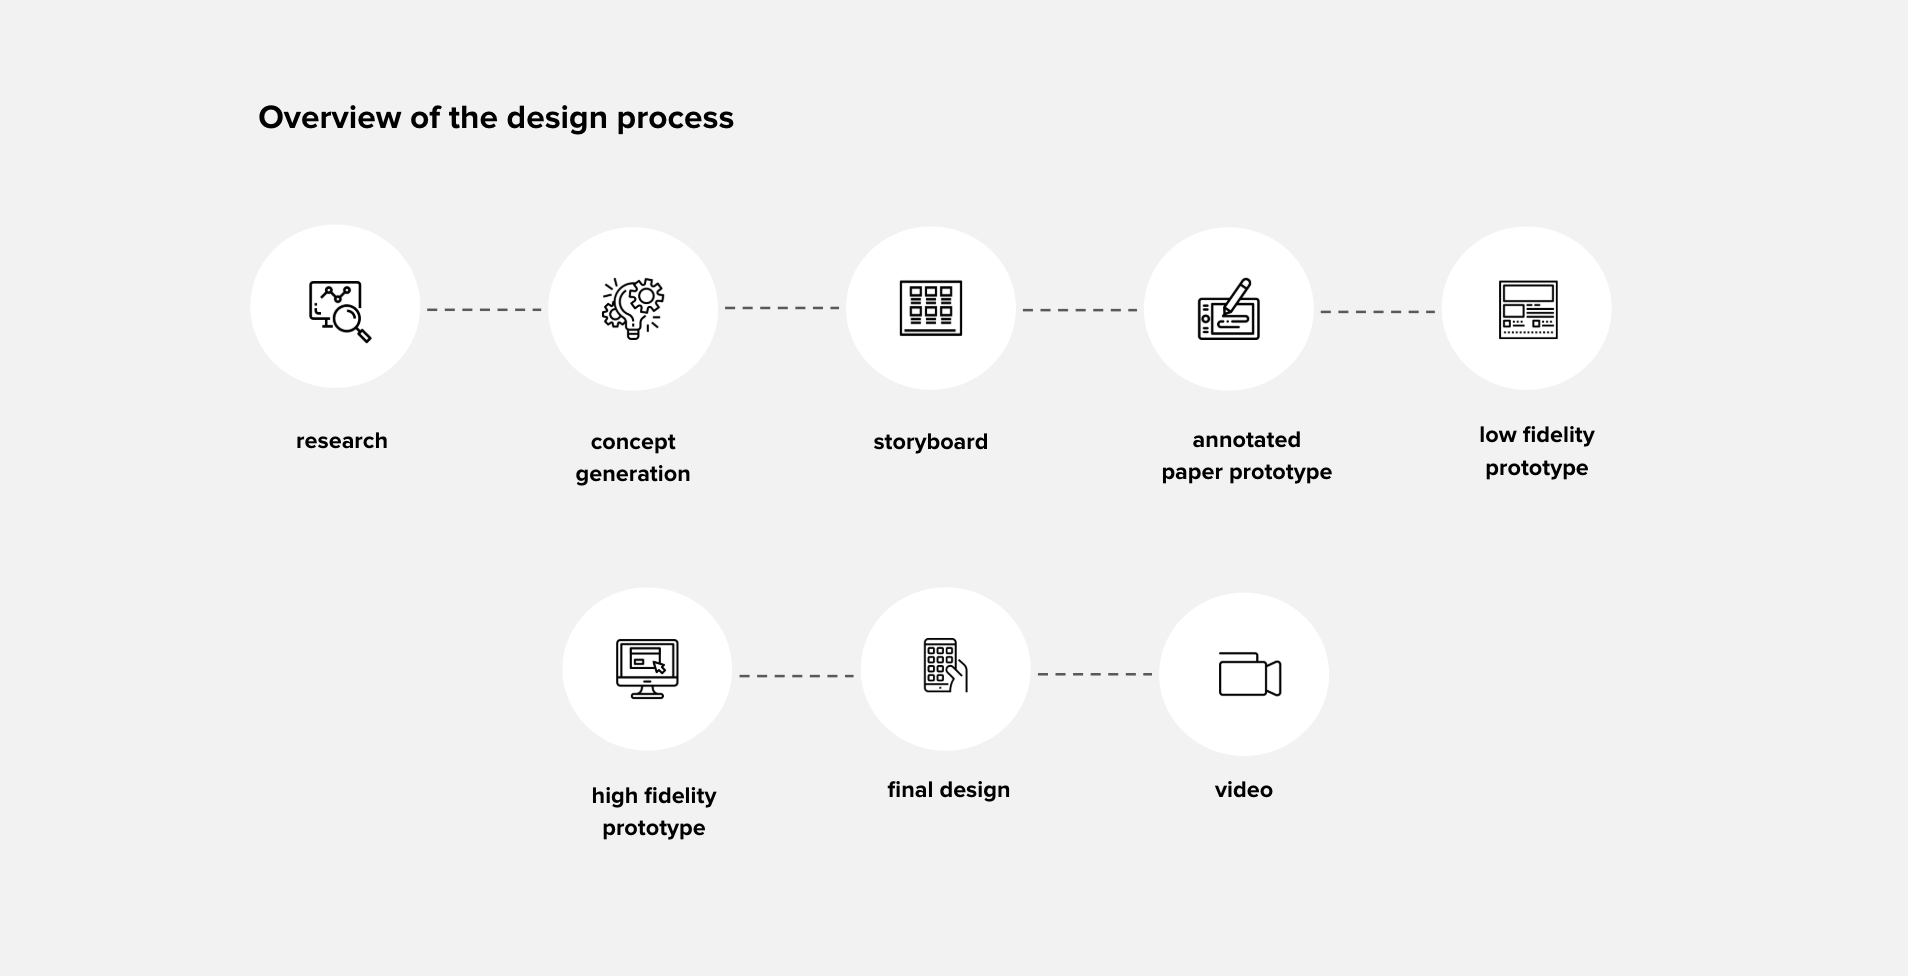 Overview of the design process
research
concept
generation
storyboard
annotated
paper prototype
low fidelity
prototype
high fidelity
prototype
final design
video